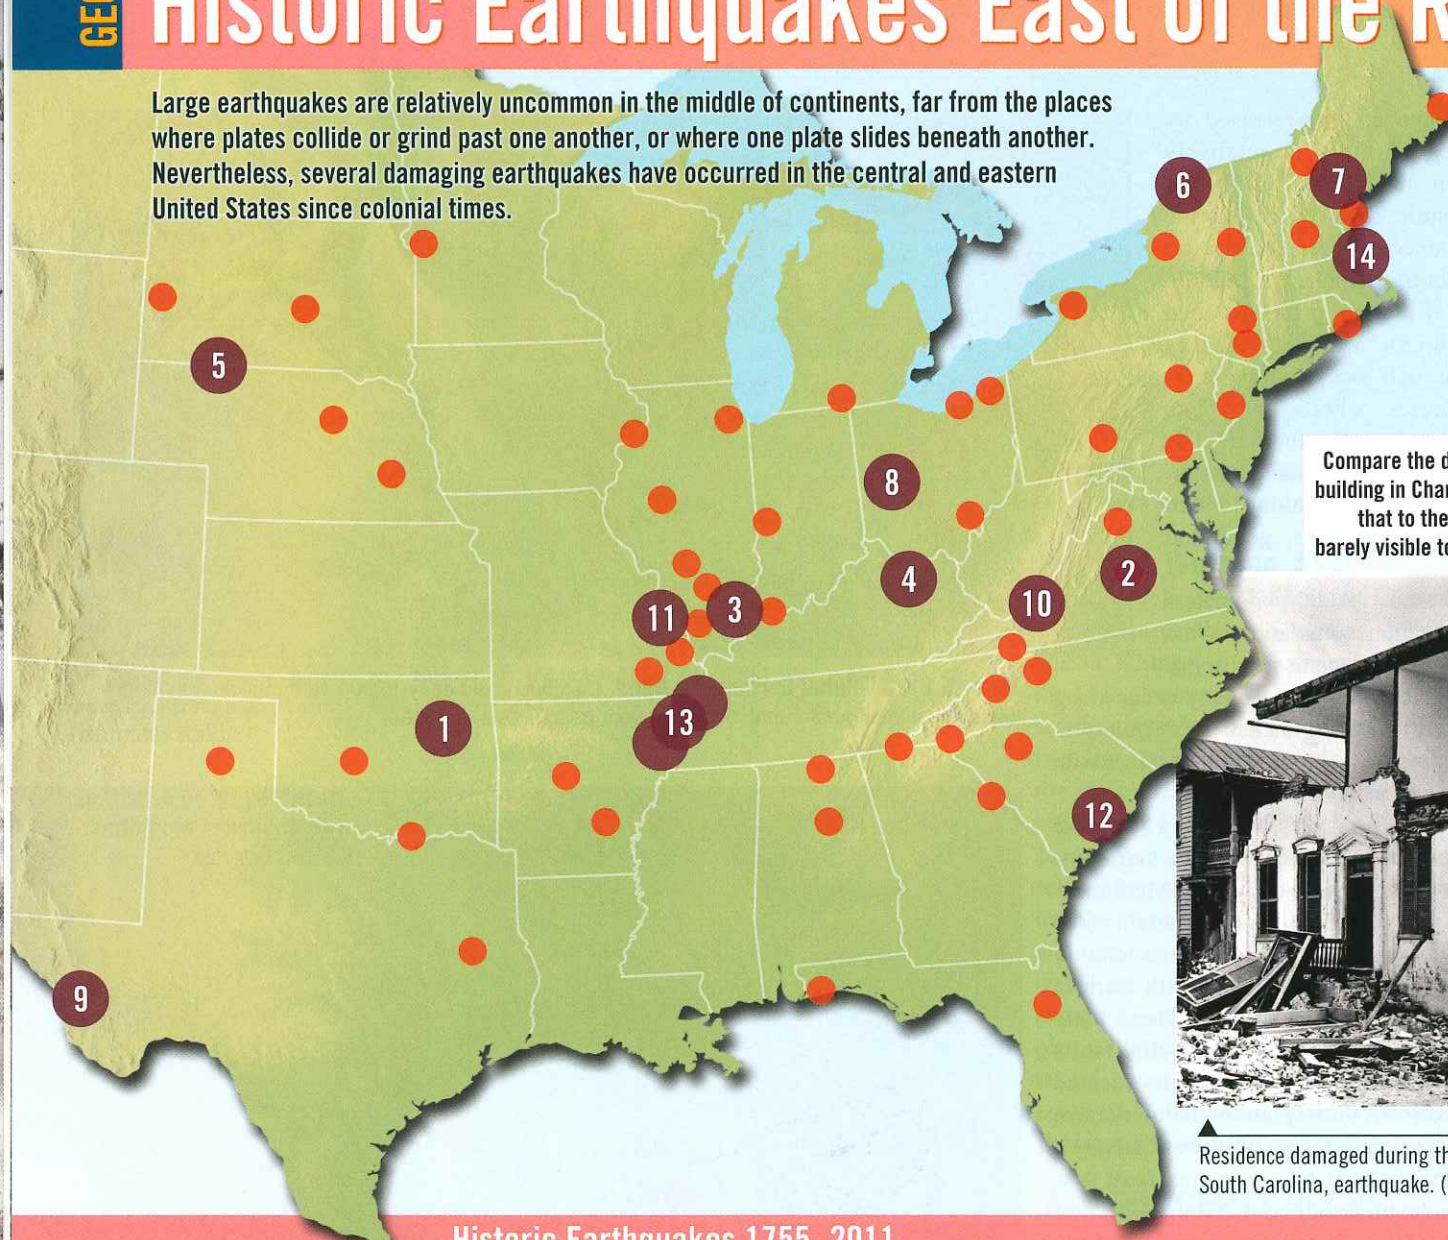 GEO
Historic Earthquakes East of the R
Large earthquakes are relatively uncommon in the middle of continents, far from the places
where plates collide or grind past one another, or where one plate slides beneath another.
Nevertheless, several damaging earthquakes have occurred in the central and eastern
United States since colonial times.
6
7
14
5
Compare the d
building in Char
that to the
barely visible to
8
4
2
10
11
3
13
1
12
9
Residence damaged during th
South Carolina, earthquake. (
Historic Earthquakes 1755–2011